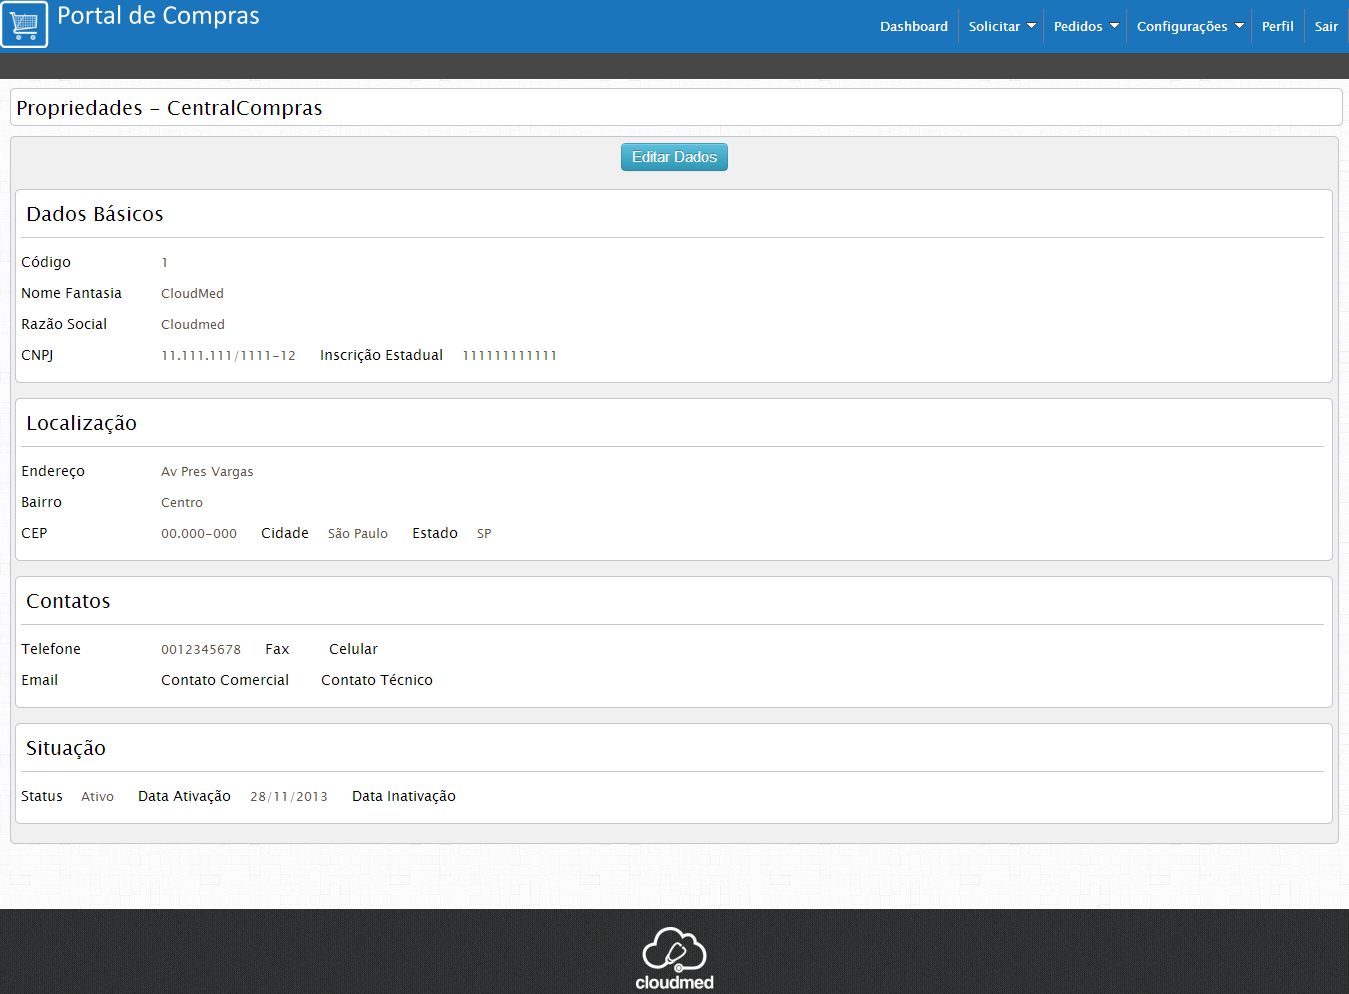 Portal de Compras
Dashboard Solicitar Pedidos Configurações Perfil Sair
Propriedades - CentralCompras
Editar Dados
Dados Básicos
Código 1
Nome Fantasia CloudMed
Razão Social Cloudmed
CNPJ 11.111.111/1111-12 Inscrição Estadual 111111111111
Localização
Endereço Av Pres Vargas
Bairro Centro
CEP 00.000-000 Cidade São Paulo Estado SP
Contatos
Telefone 0012345678 Fax Celular
Email Contato Comercial Contato Técnico
Situação
Status Ativo Data Ativação 28/11/2013 Data Inativação
cloudmed